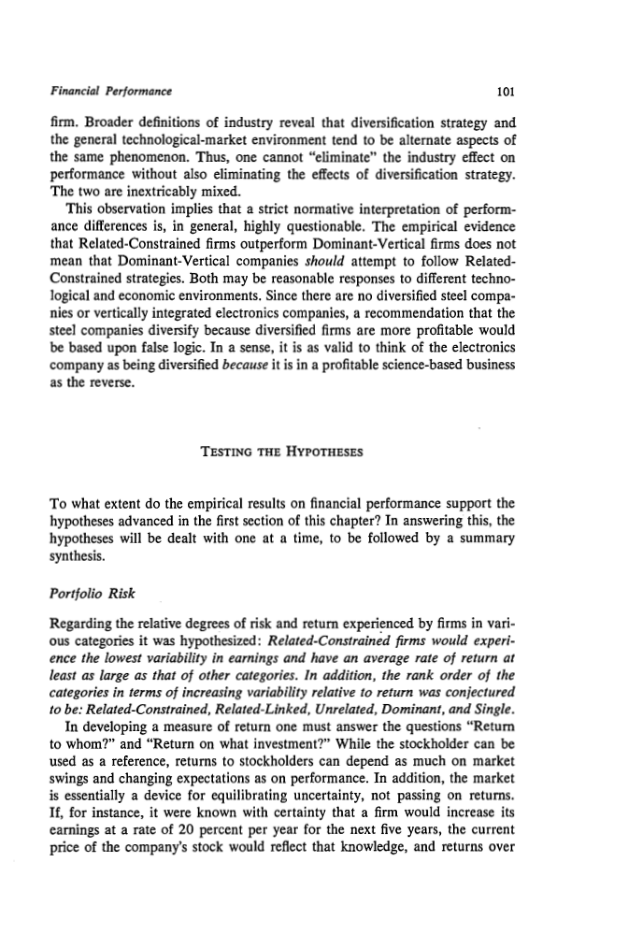 Financial Performance 101
firm. Broader definitions of industry reveal that diversification strategy and
the general technological-market environment tend to be alternate aspects of
the same phenomenon. Thus, one cannot "eliminate" the industry effect on
performance without also eliminating the effects of diversification strategy.
The two are inextricably mixed.
This observation implies that a strict normative interpretation of perform-
ance differences is, in general, highly questionable. The empirical evidence
that Related-Constrained firms outperform Dominant-Vertical firms does not
mean that Dominant-Vertical companies should attempt to follow Related-
Constrained strategies. Both may be reasonable responses to different techno-
logical and economic environments. Since there are no diversified steel compa-
nies or vertically integrated electronics companies, a recommendation that the
steel companies diversify because diversified firms are more profitable would
be based upon false logic. In a sense, it is as valid to think of the electronics
company as being diversified because it is in a profitable science-based business
as the reverse.
TESTING THE HYPOTHESES
To what extent do the empirical results on financial performance support the
hypotheses advanced in the first section of this chapter? In answering this, the
hypotheses will be dealt with one at a time, to be followed by a summary
synthesis.
Portfolio Risk
Regarding the relative degrees of risk and return experienced by firms in vari-
ous categories it was hypothesized: Related-Constrained firms would experi-
ence the lowest variability in earnings and have an average rate of return at
least as large as that of other categories. In addition, the rank order of the
categories in terms of increasing variability relative to return was conjectured
to be: Related-Constrained, Related-Linked, Unrelated, Dominant, and Single.
In developing a measure of return one must answer the questions "Return
to whom?" and "Return on what investment?" While the stockholder can be
used as a reference, returns to stockholders can depend as much on market
swings and changing expectations as on performance. In addition, the market
is essentially a device for equilibrating uncertainty, not passing on returns.
If, for instance, it were known with certainty that a firm would increase its
earnings at a rate of 20 percent per year for the next five years, the current
price of the company's stock would reflect that knowledge, and returns over